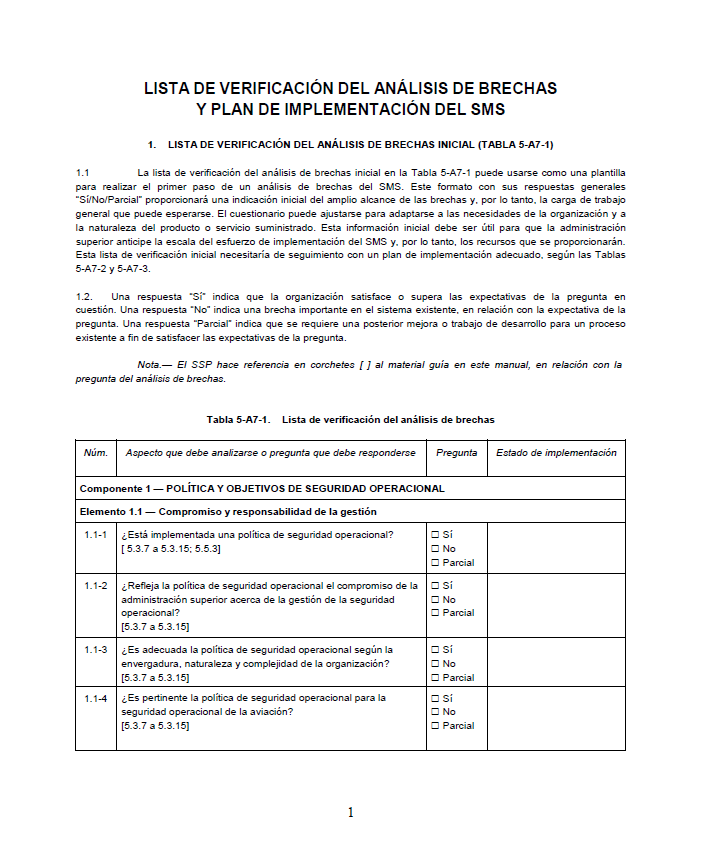 LISTA DE VERIFICACIÓN DEL ANÁLISIS DE BRECHAS
Y PLAN DE IMPLEMENTACIÓN DEL SMS
1. LISTA DE VERIFICACIÓN DEL ANÁLISIS DE BRECHAS INICIAL (TABLA 5-A7-1)
1.1 La lista de verificación del análisis de brechas inicial en la Tabla 5-A7-1 puede usarse como una plantilla
para realizar el primer paso de un análisis de brechas del SMS. Este formato con sus respuestas generales
“Sí/No/Parcial” proporcionará una indicación inicial del amplio alcance de las brechas y, por lo tanto, la carga de trabajo
general que puede esperarse. El cuestionario puede ajustarse para adaptarse a las necesidades de la organización y a
la naturaleza del producto o servicio suministrado. Esta información inicial debe ser útil para que la administración
superior anticipe la escala del esfuerzo de implementación del SMS y, por lo tanto, los recursos que se proporcionarán.
Esta lista de verificación inicial necesitaría de seguimiento con un plan de implementación adecuado, según las Tablas
5-A7-2 y 5-A7-3.
1.2. Una respuesta “Sí” indica que la organización satisface o supera las expectativas de la pregunta en
cuestión. Una respuesta “No” indica una brecha importante en el sistema existente, en relación con la expectativa de la
pregunta. Una respuesta “Parcial” indica que se requiere una posterior mejora o trabajo de desarrollo para un proceso
existente a fin de satisfacer las expectativas de la pregunta.
Nota.— El SSP hace referencia en corchetes [ ] al material guía en este manual, en relación con la
pregunta del análisis de brechas.
Tabla 5-A7-1. Lista de verificación del análisis de brechas
Núm. Aspecto que debe analizarse o pregunta que debe responderse Pregunta Estado de implementación
Componente 1 — POLÍTICA Y OBJETIVOS DE SEGURIDAD OPERACIONAL
Elemento 1.1 — Compromiso y responsabilidad de la gestión
1.1-1 ¿Está implementada una política de seguridad operacional? ☐ Sí
[ 5.3.7 a 5.3.15; 5.5.3] ☐ No
☐ Parcial
1.1-2 ¿Refleja la política de seguridad operacional el compromiso de la ☐ Sí
administración superior acerca de la gestión de la seguridad ☐ No
operacional? ☐ Parcial
[5.3.7 a 5.3.15]
1.1-3 ¿Es adecuada la política de seguridad operacional según la ☐ Sí
envergadura, naturaleza y complejidad de la organización? ☐ No
[5.3.7 a 5.3.15] ☐ Parcial
1.1-4 ¿Es pertinente la política de seguridad operacional para la ☐ Sí
seguridad operacional de la aviación? ☐ No
[5.3.7 a 5.3.15] ☐ Parcial
1